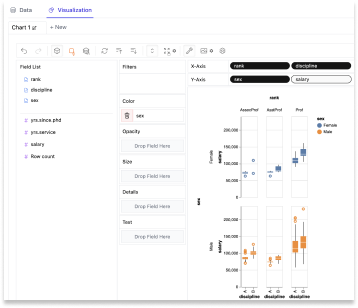 Data
Visualization
Chart 1
+ New
Field List
rank
discipline
sex
yrs.since.phd
yrs.service
salary
Row count
Filters
Color
sex
Opacity
Drop Field Here
Size
Drop Field Here
Details
Drop Field Here
Text
Drop Field Here
X-Axis
rank
discipline
Y-Axis
sex
salary
rank
AssocProf
AsstProf
Prof
sex
Female
Male
sex
Female
salary
200,000
150,000
100,000
50,000
0
Male
salary
200,000
150,000
100,000
50,000
0
A
B
A
B
A
B
discipline
discipline
discipline